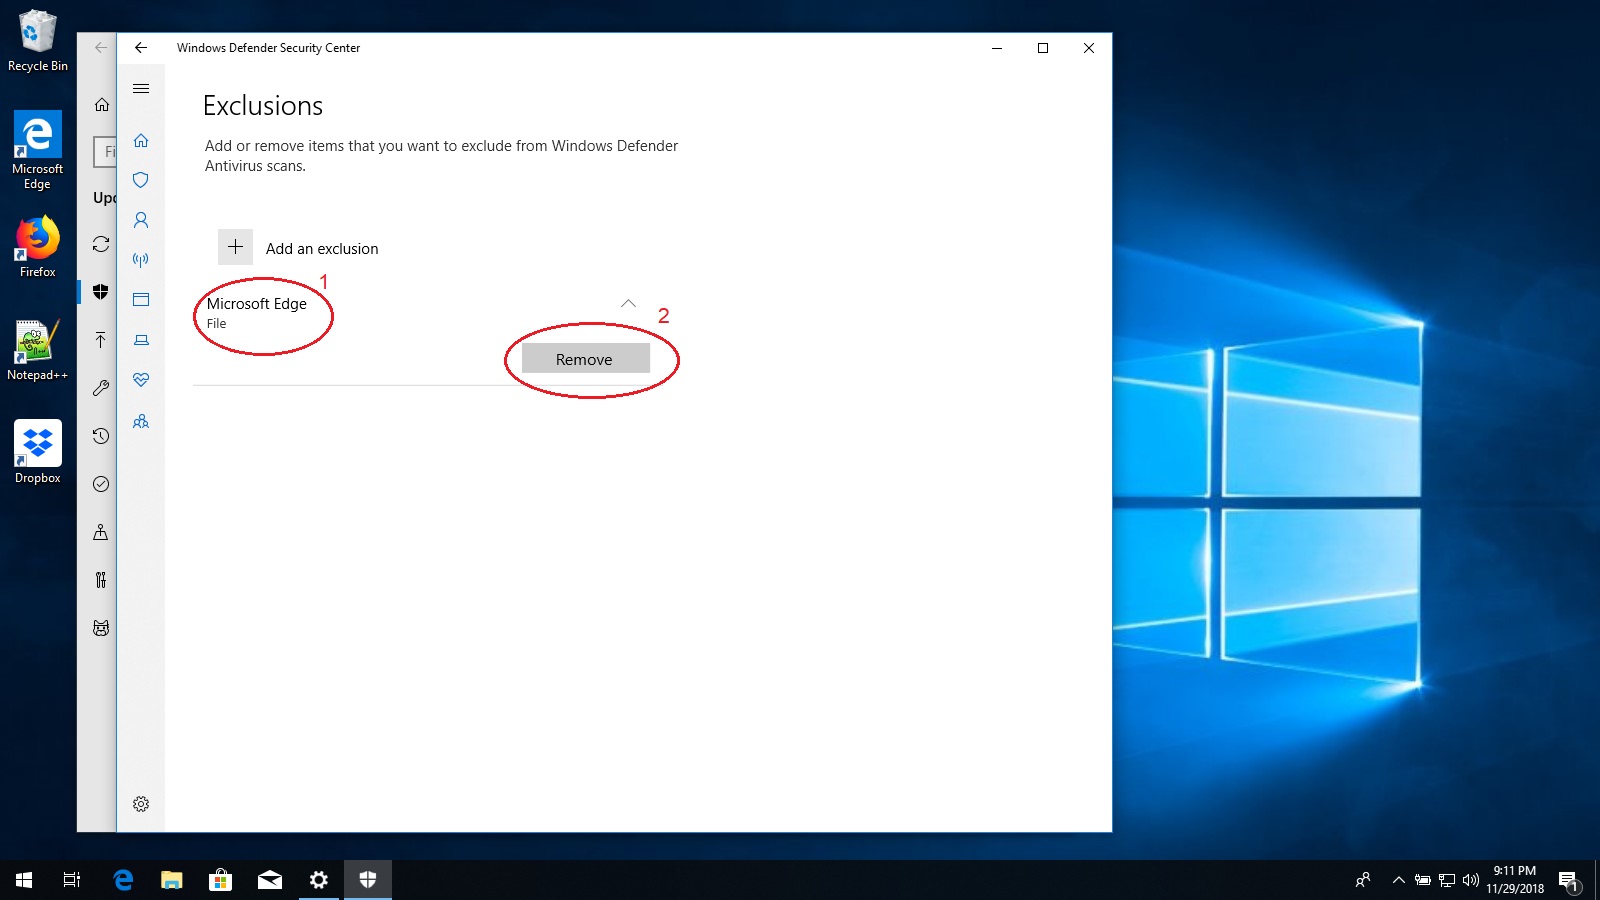 Recycle Bin
Microsoft
Edge
Firefox
Notepad++
Dropbox
Fi
Upd
Windows Defender Security Center
Exclusions
Add or remove items that you want to exclude from Windows Defender
Antivirus scans.
Add an exclusion
1
Microsoft Edge
File
2
Remove
9:11 PM
11/29/2018
1